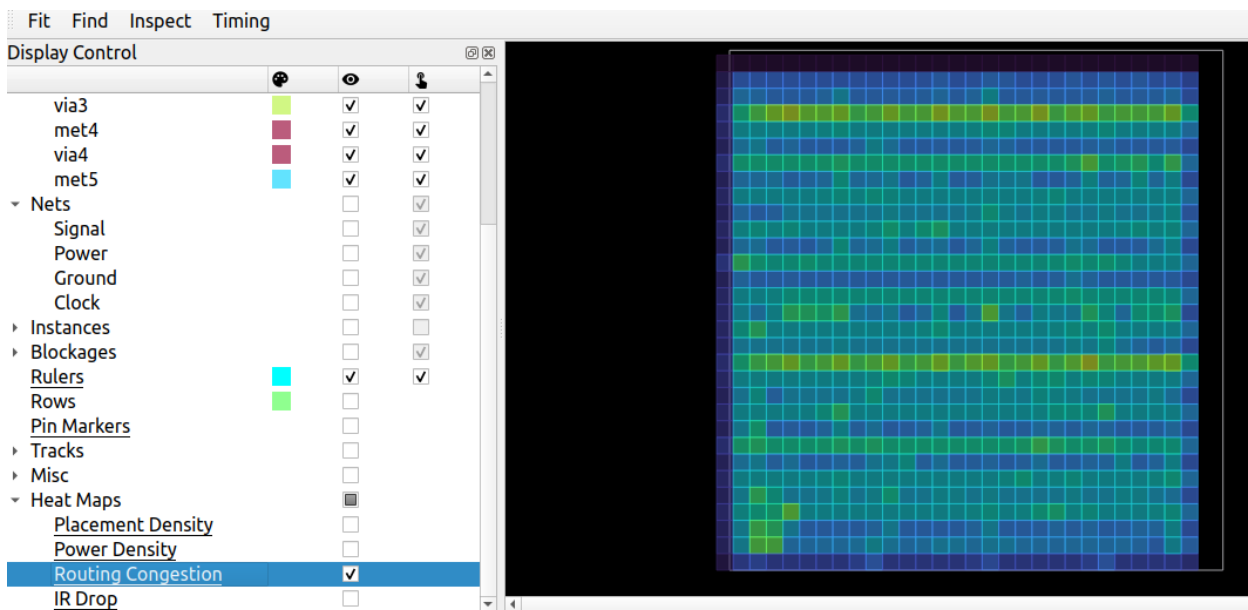 Fit Find Inspect Timing
Display Control
via3
met4
via4
met5
Nets
Signal
Power
Ground
Clock
Instances
Blockages
Rulers
Rows
Pin Markers
Tracks
Misc
Heat Maps
Placement Density
Power Density
Routing Congestion
IR Drop